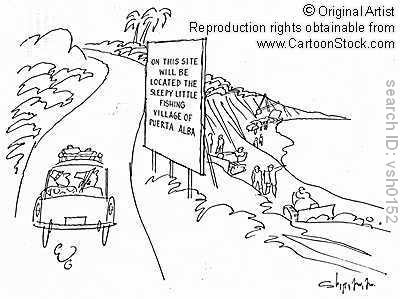 © Original Artist
Reproduction rights obtainable from
www.CartoonStock.com
ON THIS SITE
WILL BE
LOCATED THE
SLEEPY LITTLE
FISHING
VILLAGE OF
PUERTA ALBA
search ID: vsh0152